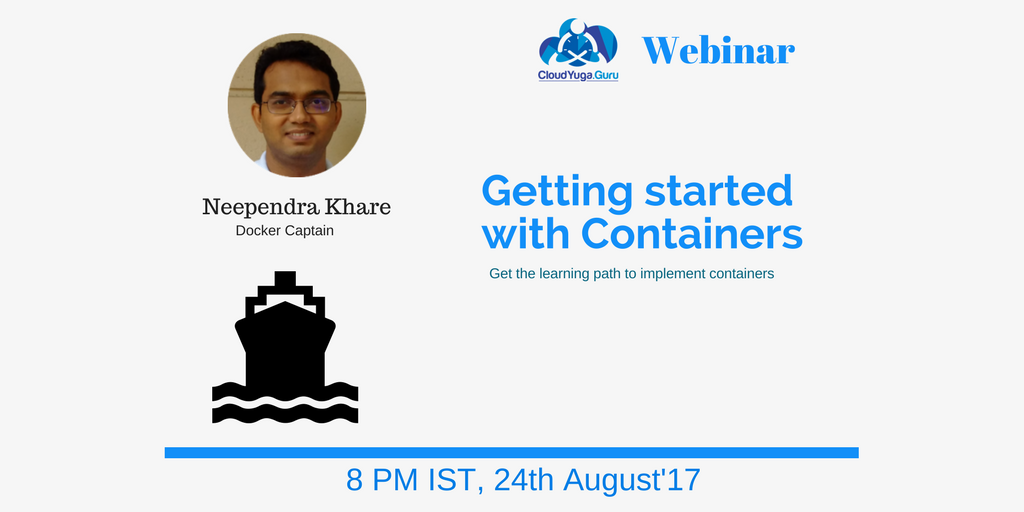 CloudYuga.Guru
Webinar
Neependra Khare
Docker Captain
Getting started
with Containers
Get the learning path to implement containers
8 PM IST, 24th August'17